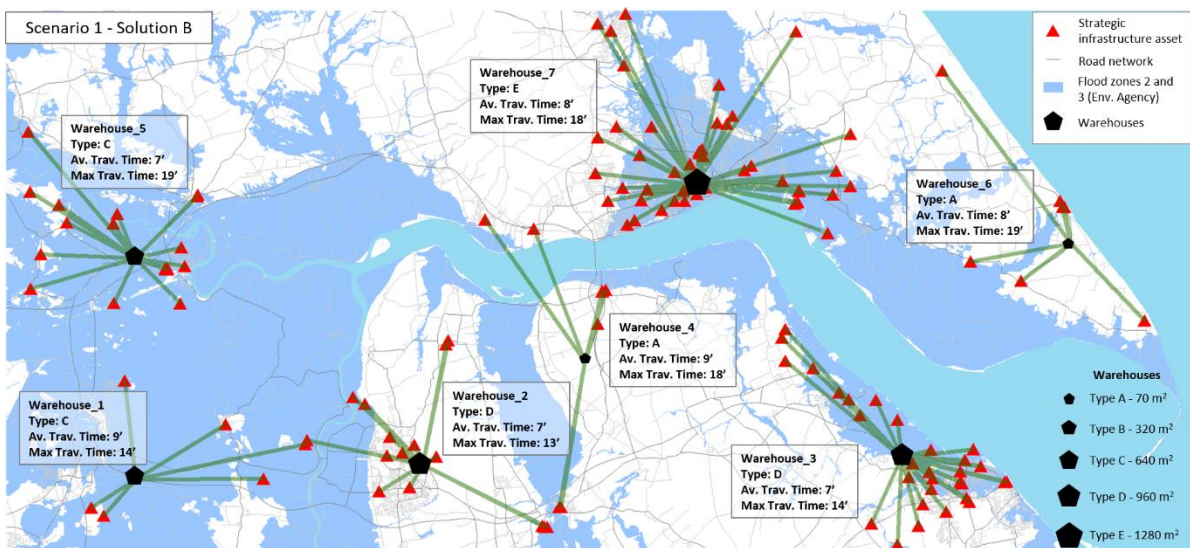 Scenario 1 - Solution B
Strategic
infrastructure asset
Road network
Flood zones 2 and
3 (Env. Agency)
Warehouses
Warehouse_7
Type: E
Av. Trav. Time: 8'
Max Trav. Time: 18'
Warehouse_5
Type: C
Av. Trav. Time: 7'
Max Trav. Time: 19'
Warehouse_6
Type: A
Av. Trav. Time: 8'
Max Trav. Time: 19'
Warehouse_4
Type: A
Av. Trav. Time: 9'
Max Trav. Time: 18'
Warehouse_1
Type: C
Av. Trav. Time: 9'
Max Trav. Time: 14'
Warehouse_2
Type: D
Av. Trav. Time: 7'
Max Trav. Time: 13'
Warehouse_3
Type: D
Av. Trav. Time: 7'
Max Trav. Time: 14'
Warehouses
Type A - 70 m²
Type B - 320 m²
Type C - 640 m²
Type D - 960 m²
Type E - 1280 m²